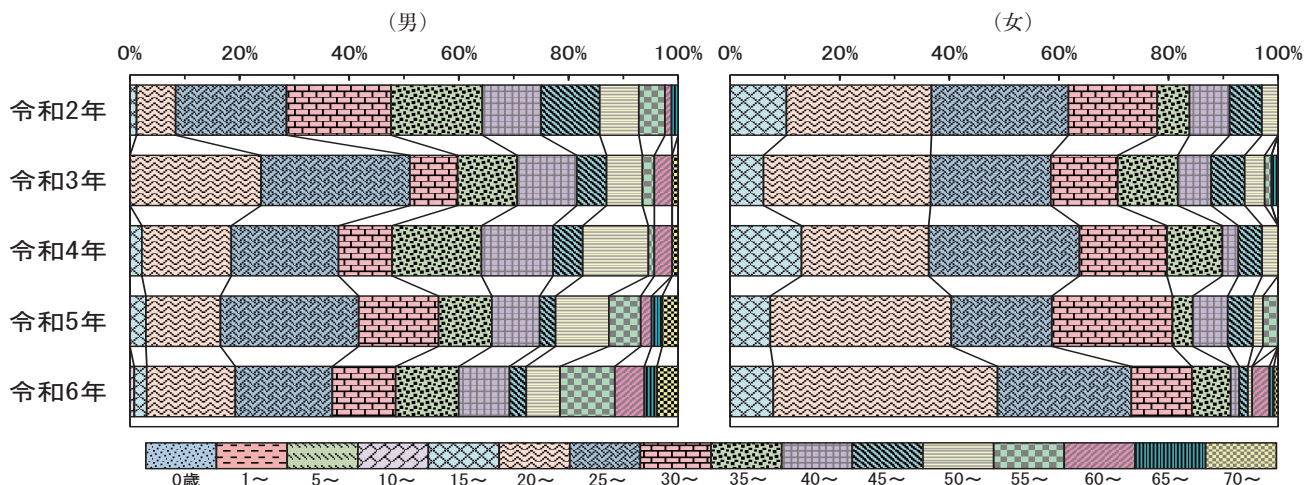 (男) (女)
0% 20% 40% 60% 80% 100% 0% 20% 40% 60% 80% 100%
令和2年
令和3年
令和4年
令和5年
令和6年
0歳 1~ 5~ 10~ 15~ 20~ 25~ 30~ 35~ 40~ 45~ 50~ 55~ 60~ 65~ 70~